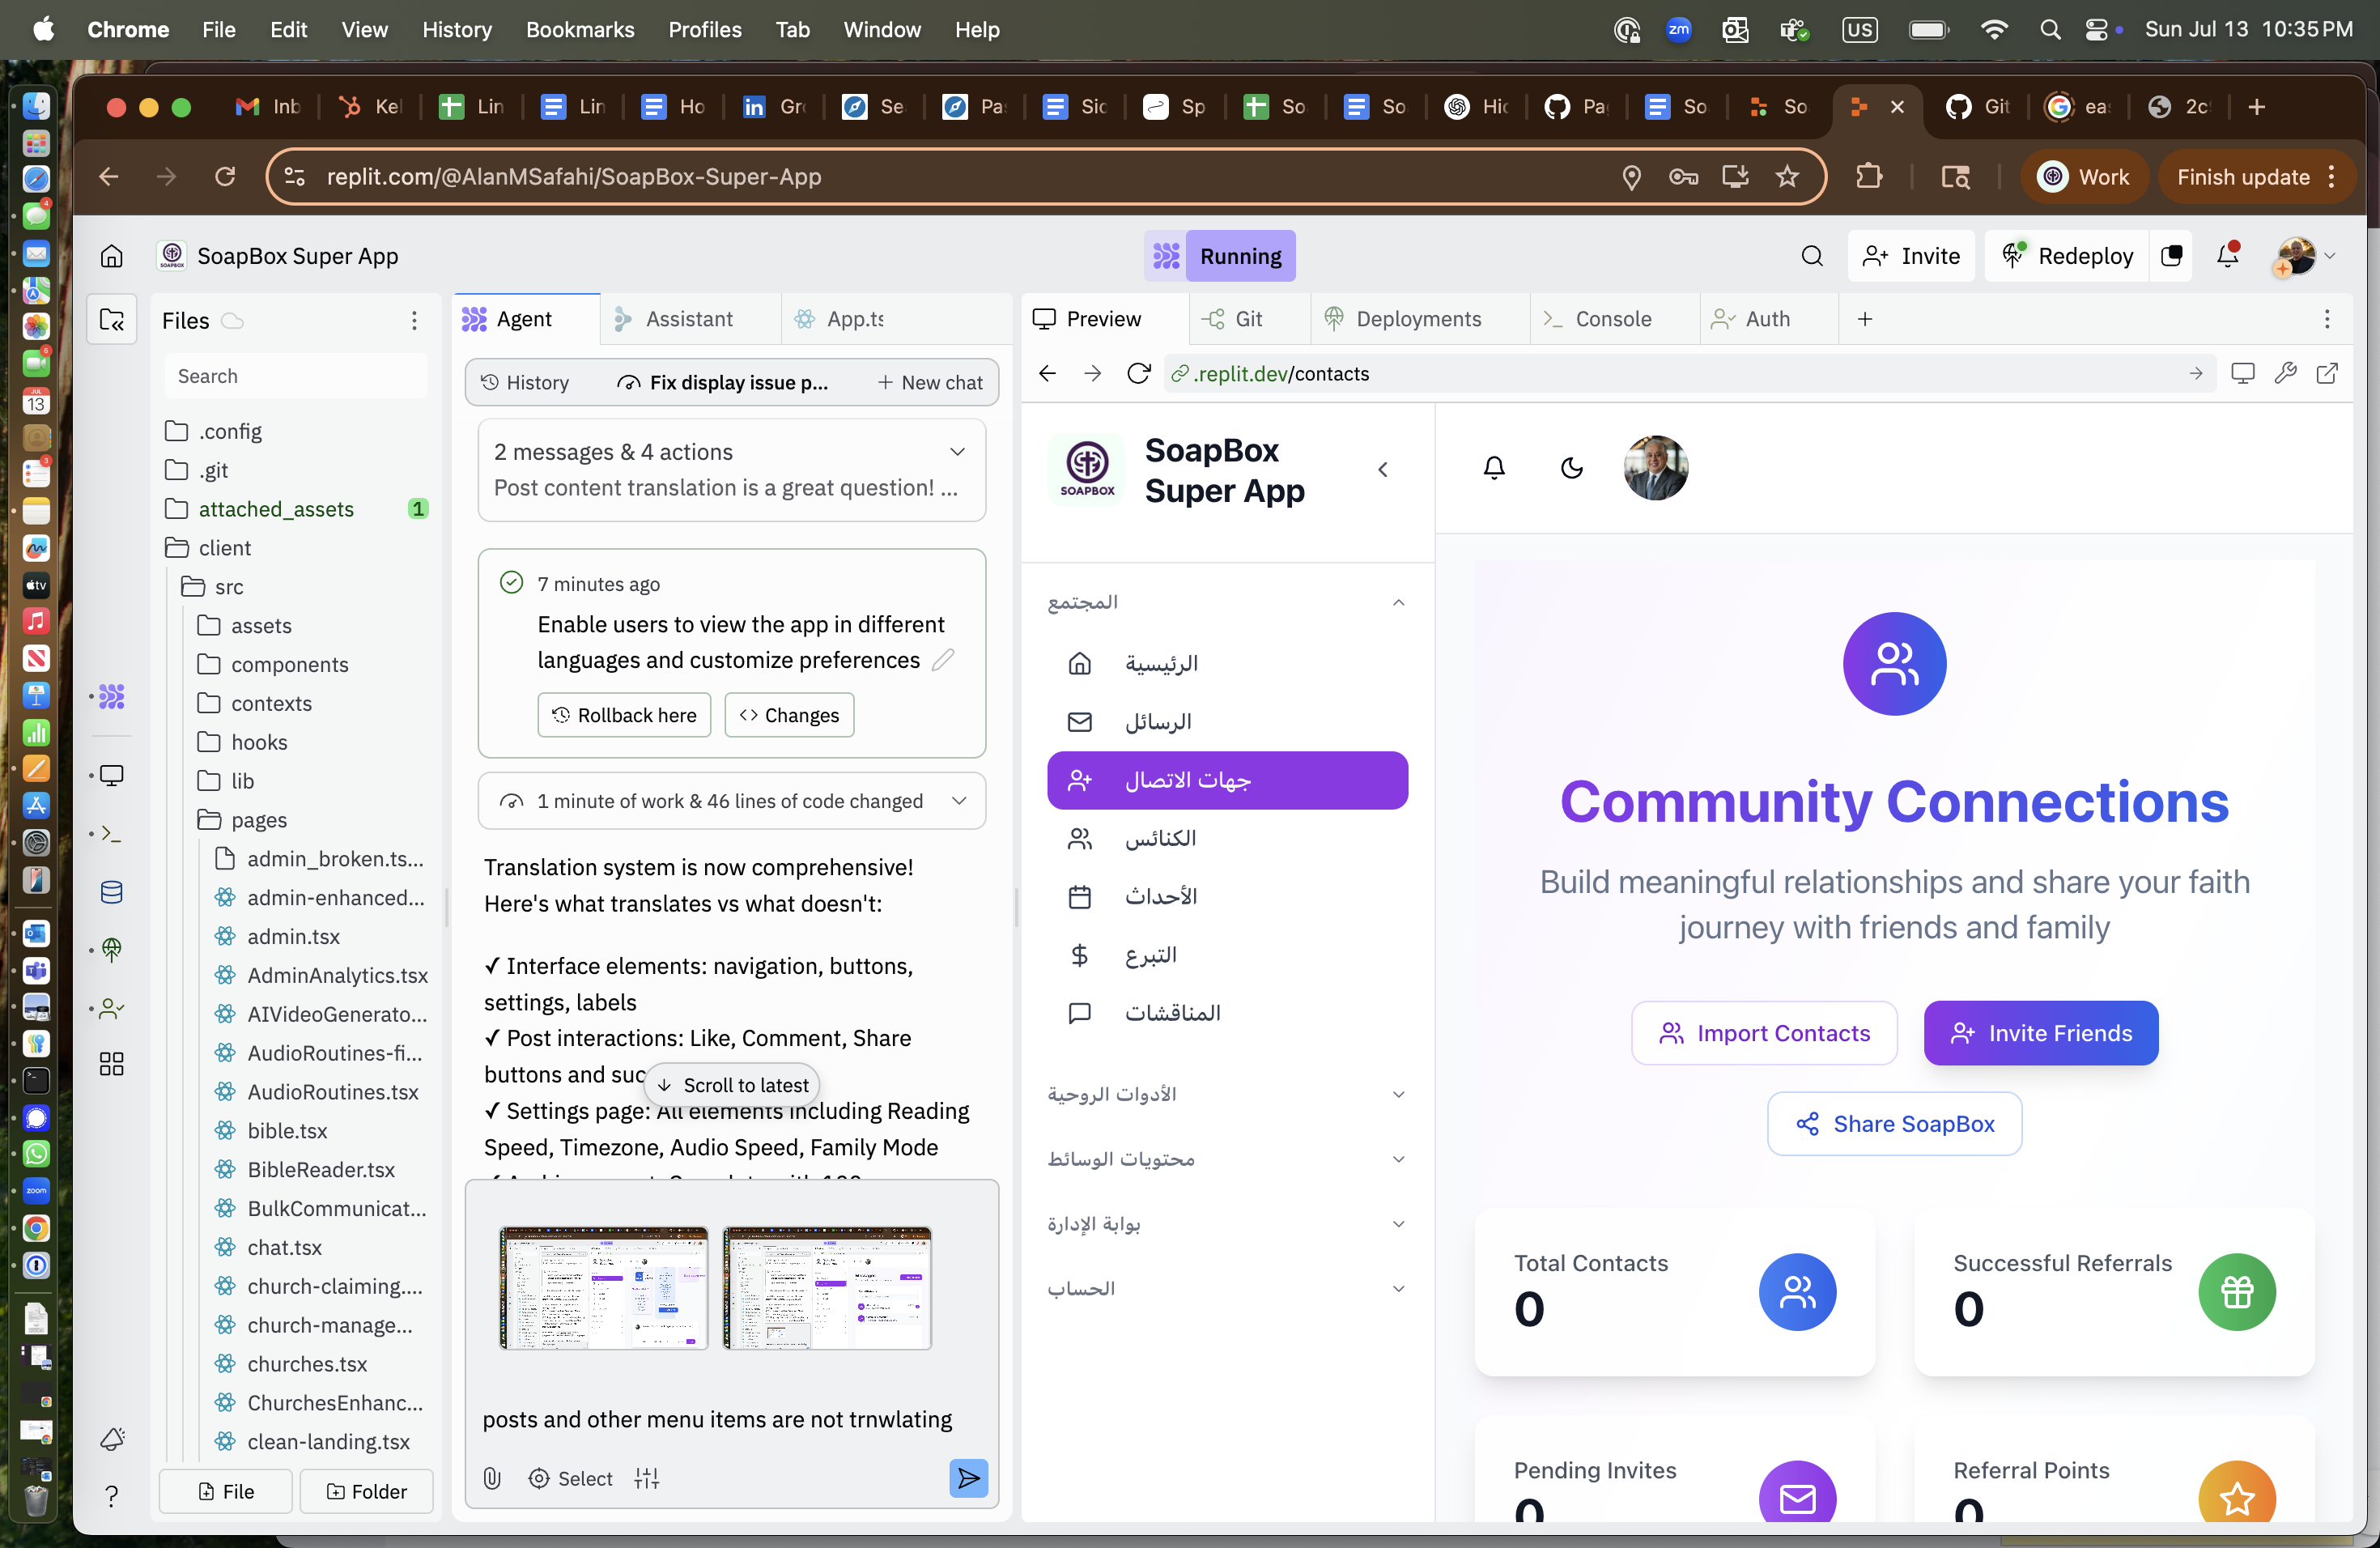 Chrome File Edit View History Bookmarks Profiles Tab Window Help
zm
US
Sun Jul 13 10:35 PM
Inb
Kel
Lin
Lin
Ho
Gr
Se
Pa
Sic
Sp
So
So
Hic
Pa
So
So
Git
eas
replit.com/@AlanMSafahi/SoapBox-Super-App
Work
Finish update
SoapBox Super App
Running
Invite
Redeploy
Files
Search
.config
.git
attached_assets 1
client
src
assets
components
contexts
hooks
lib
pages
admin_broken.ts...
admin-enhanced...
admin.tsx
AdminAnalytics.tsx
AIVideoGenerato...
AudioRoutines-fi...
AudioRoutines.tsx
bible.tsx
BibleReader.tsx
BulkCommunicat...
chat.tsx
church-claiming....
church-manage...
churches.tsx
ChurchesEnhanc...
clean-landing.tsx
File
Folder
Agent
Assistant
App.ts
History
Fix display issue p...
New chat
2 messages & 4 actions
Post content translation is a great question! ...
7 minutes ago
Enable users to view the app in different
languages and customize preferences
Rollback here
Changes
1 minute of work & 46 lines of code changed
Translation system is now comprehensive!
Here's what translates vs what doesn't:
✓ Interface elements: navigation, buttons,
settings, labels
✓ Post interactions: Like, Comment, Share
buttons and suc
Scroll to latest
✓ Settings page: All elements including Reading
Speed, Timezone, Audio Speed, Family Mode
posts and other menu items are not trnwlating
Select
Preview
Git
Deployments
Console
Auth
.replit.dev/contacts
SOAPBOX
SoapBox
Super App
المجتمع
الرئيسية
الرسائل
جهات الاتصال
الكنائس
الأحداث
التبرع
المناقشات
الأدوات الروحية
محتويات الوسائط
بوابة الإدارة
الحساب
Community Connections
Build meaningful relationships and share your faith
journey with friends and family
Import Contacts
Invite Friends
Share SoapBox
Total Contacts
0
Successful Referrals
0
Pending Invites
0
Referral Points
0